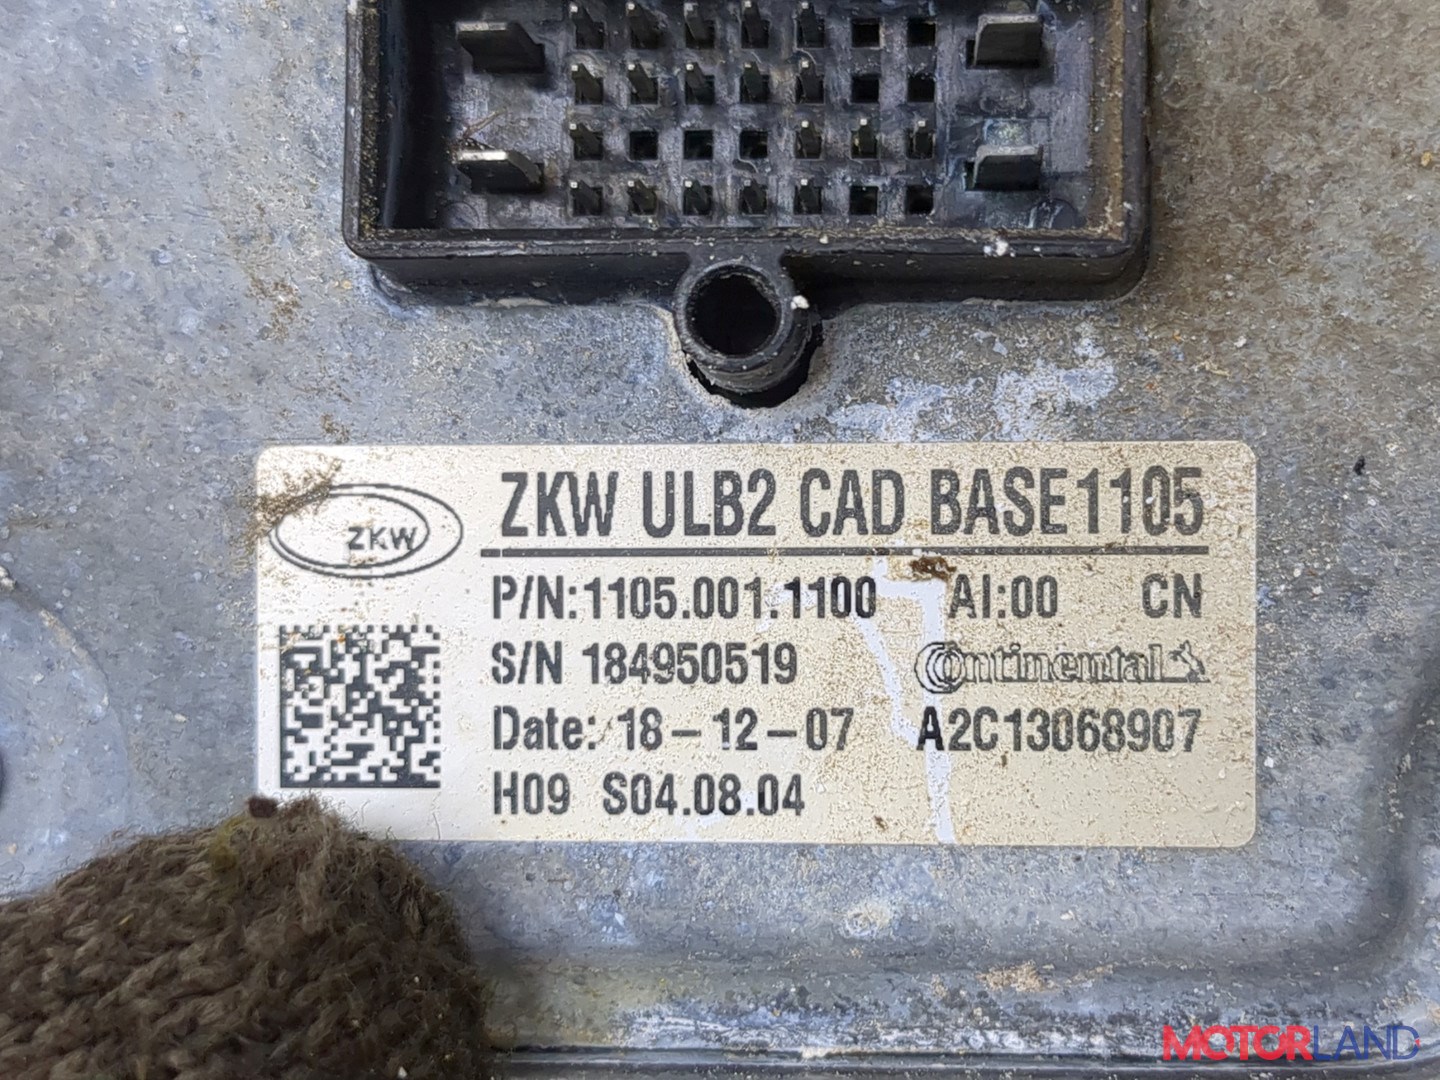 ZKW ULB2 CAD BASE1105
ZKW
P/N:1105.001.1100 AI:00 CN
S/N 184950519 Continental
Date: 18-12-07 A2C13068907
H09 S04.08.04
MOTORLAND